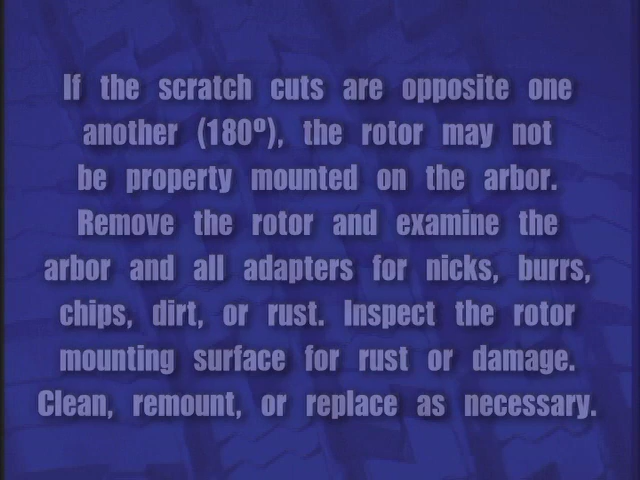 If the scratch cuts are opposite one
another (180º), the rotor may not
be property mounted on the arbor.
Remove the rotor and examine the
arbor and all adapters for nicks, burrs,
chips, dirt, or rust. Inspect the rotor
mounting surface for rust or damage.
Clean, remount, or replace as necessary.